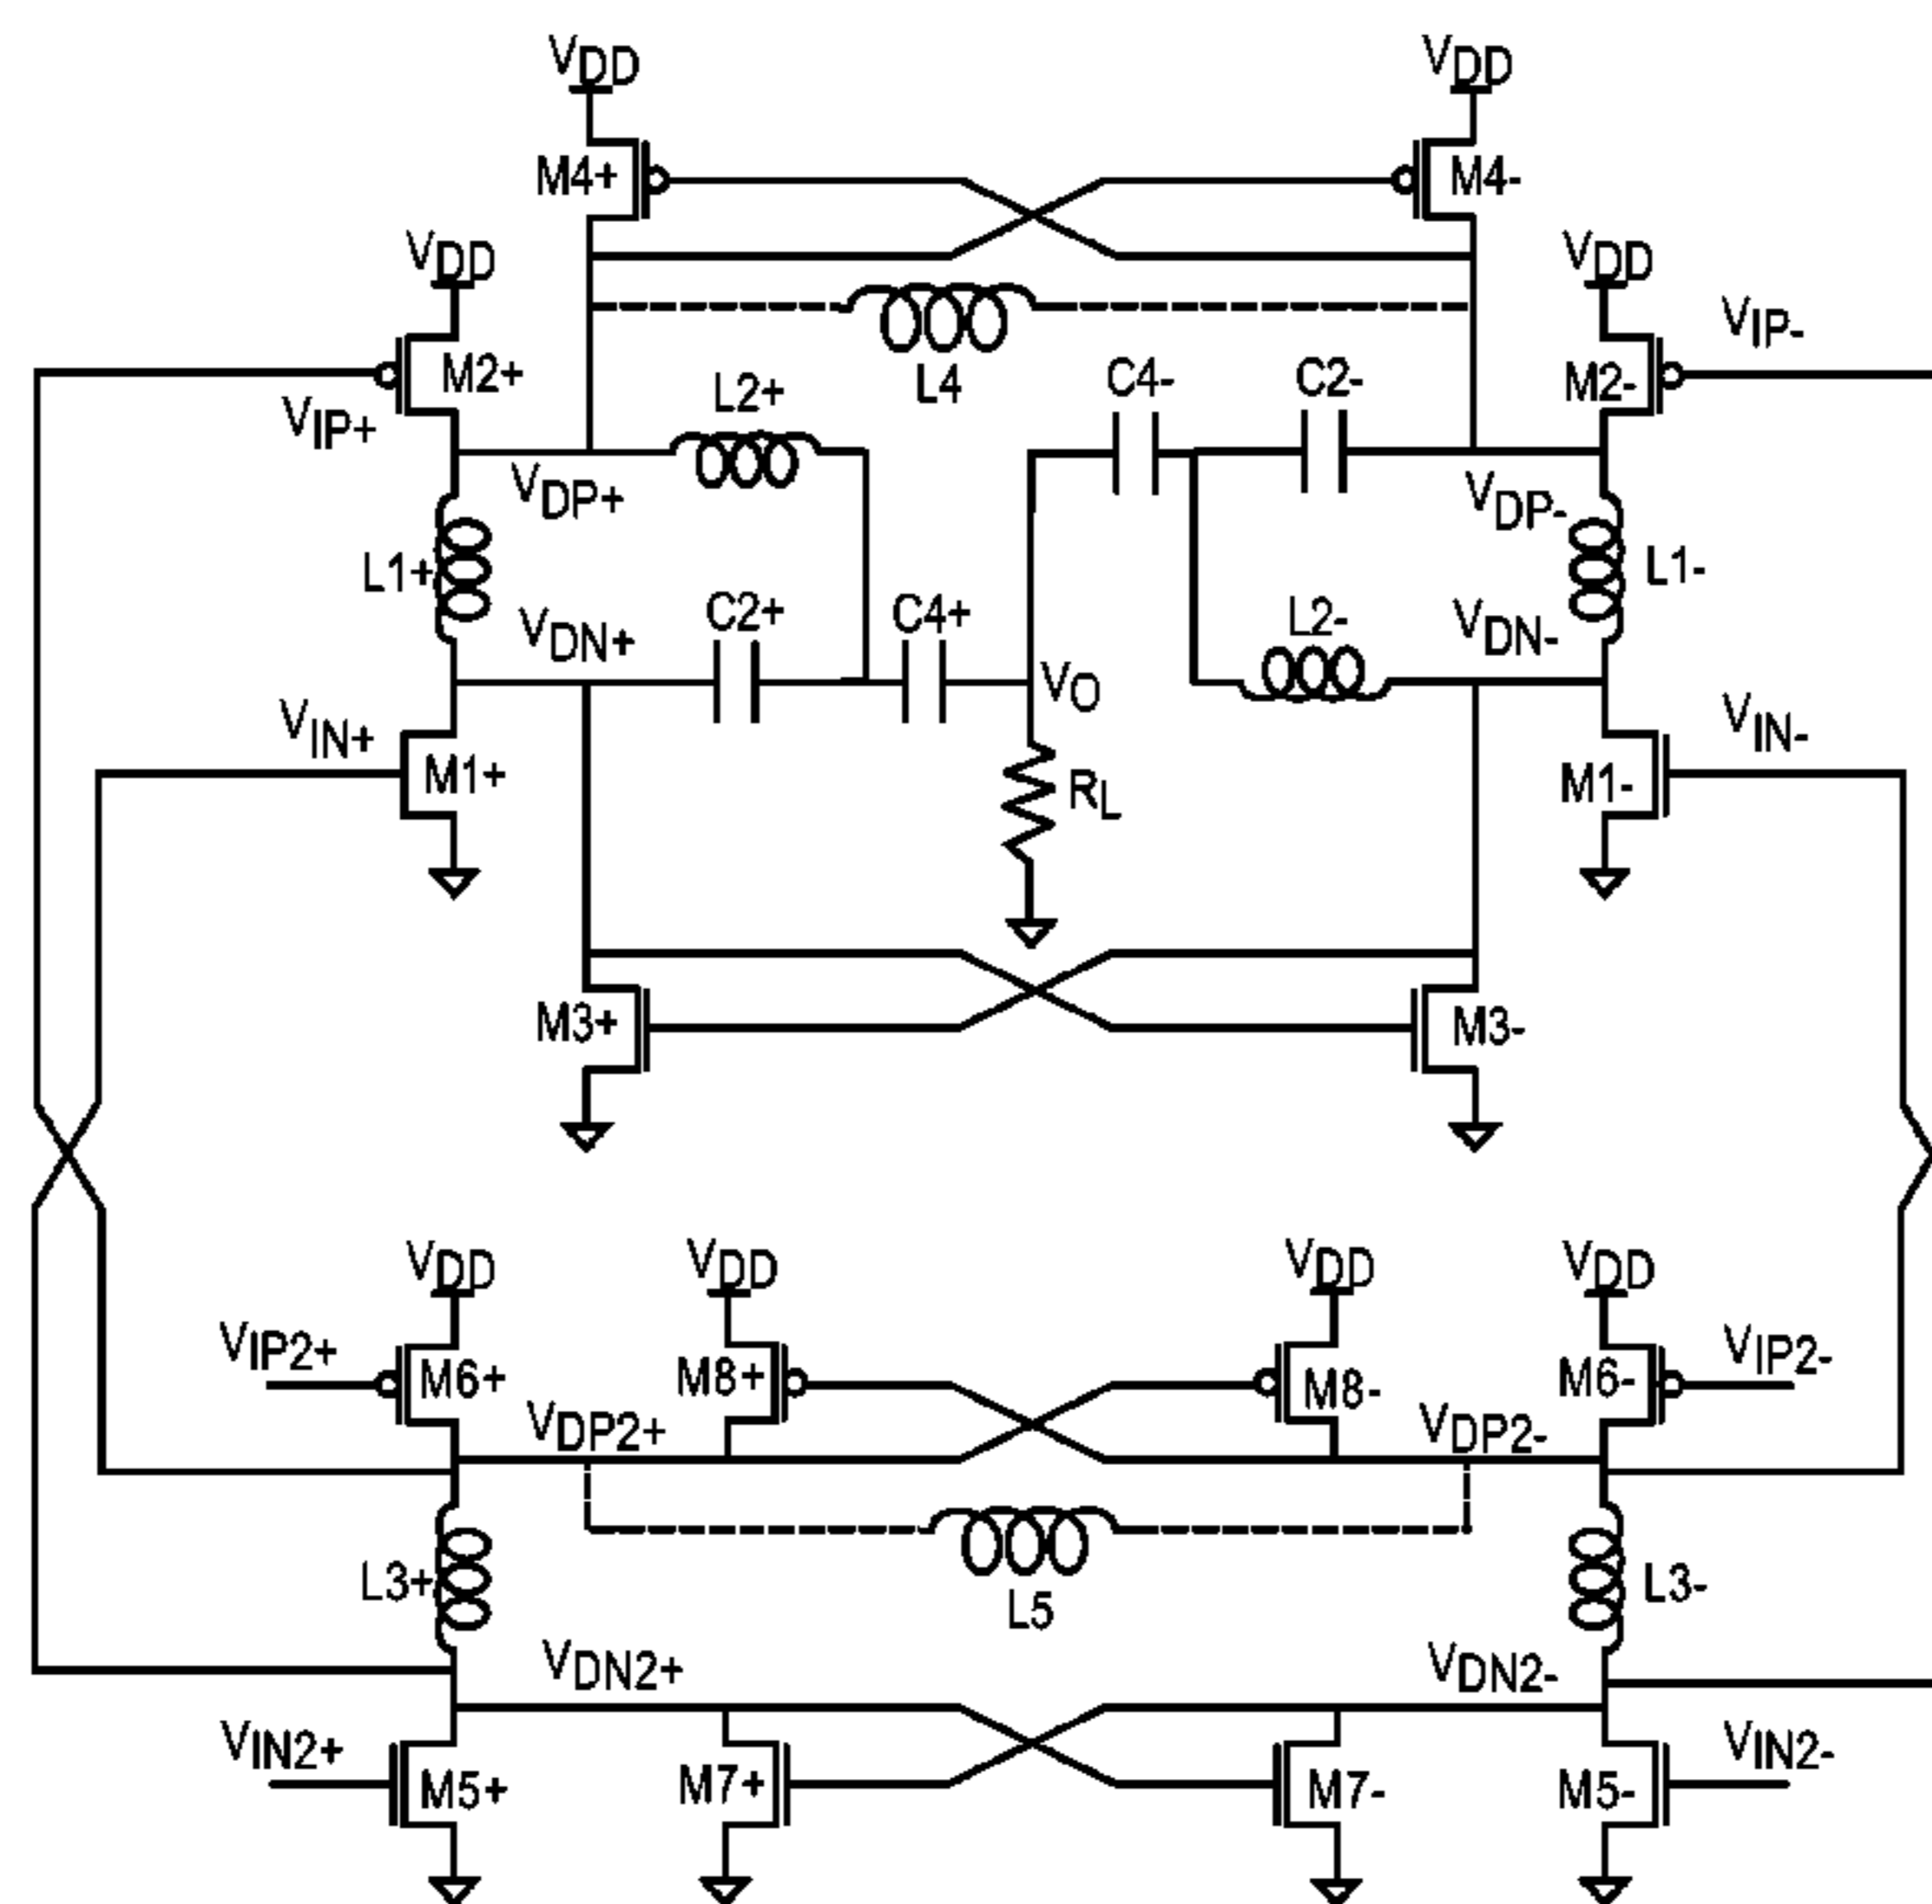 VDD
VDD
M4+
M4-
VDD
VDD
VIP-
M2+
L4
C4-
C2-
M2-
VIP+
L2+
VDP+
VDP-
L1+
L1-
VDN+
C2+
C4+
L2-
VDN-
VIN+
VO
VIN-
M1+
RL
M1-
M3+
M3-
VDD
VDD
VDD
VDD
VIP2+
M6+
M8+
M8-
M6-
VIP2-
VDP2+
VDP2-
L3+
L5
L3-
VDN2+
VDN2-
VIN2+
VIN2-
M5+
M7+
M7-
M5-